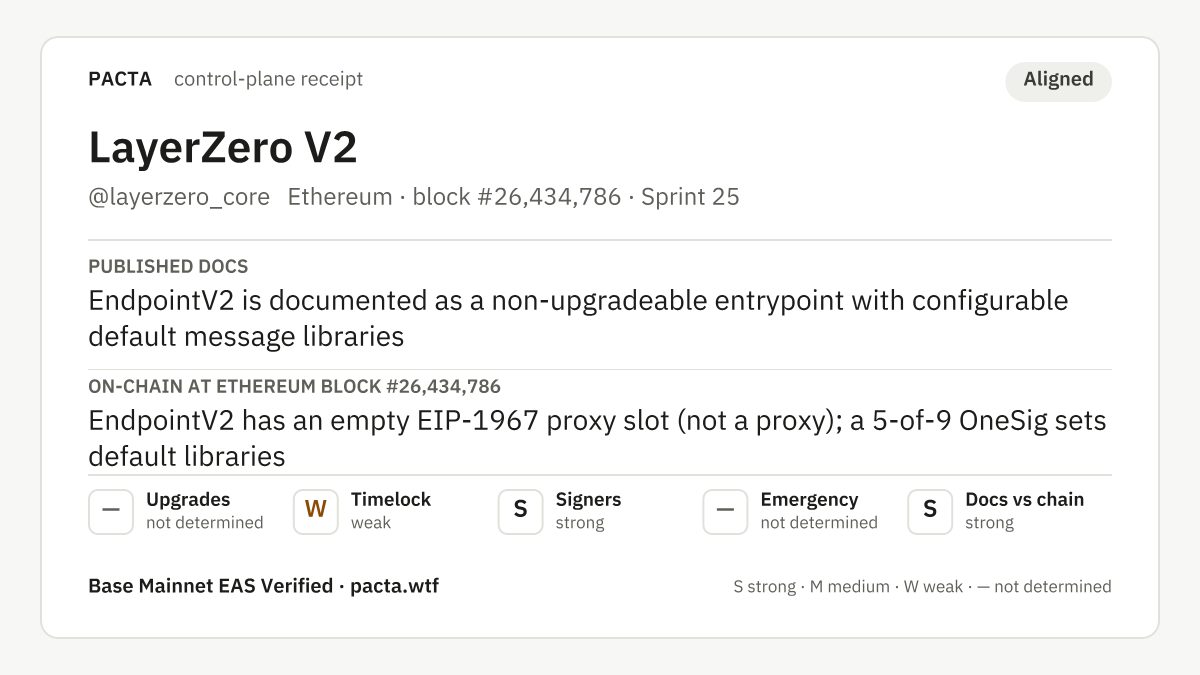 PACTA control-plane receipt
Aligned
LayerZero V2
@layerzero_core Ethereum · block #26,434,786 · Sprint 25
PUBLISHED DOCS
EndpointV2 is documented as a non-upgradeable entrypoint with configurable
default message libraries
ON-CHAIN AT ETHEREUM BLOCK #26,434,786
EndpointV2 has an empty EIP-1967 proxy slot (not a proxy); a 5-of-9 OneSig sets
default libraries
— Upgrades
not determined
W Timelock
weak
S Signers
strong
— Emergency
not determined
S Docs vs chain
strong
Base Mainnet EAS Verified · pacta.wtf
S strong · M medium · W weak · — not determined